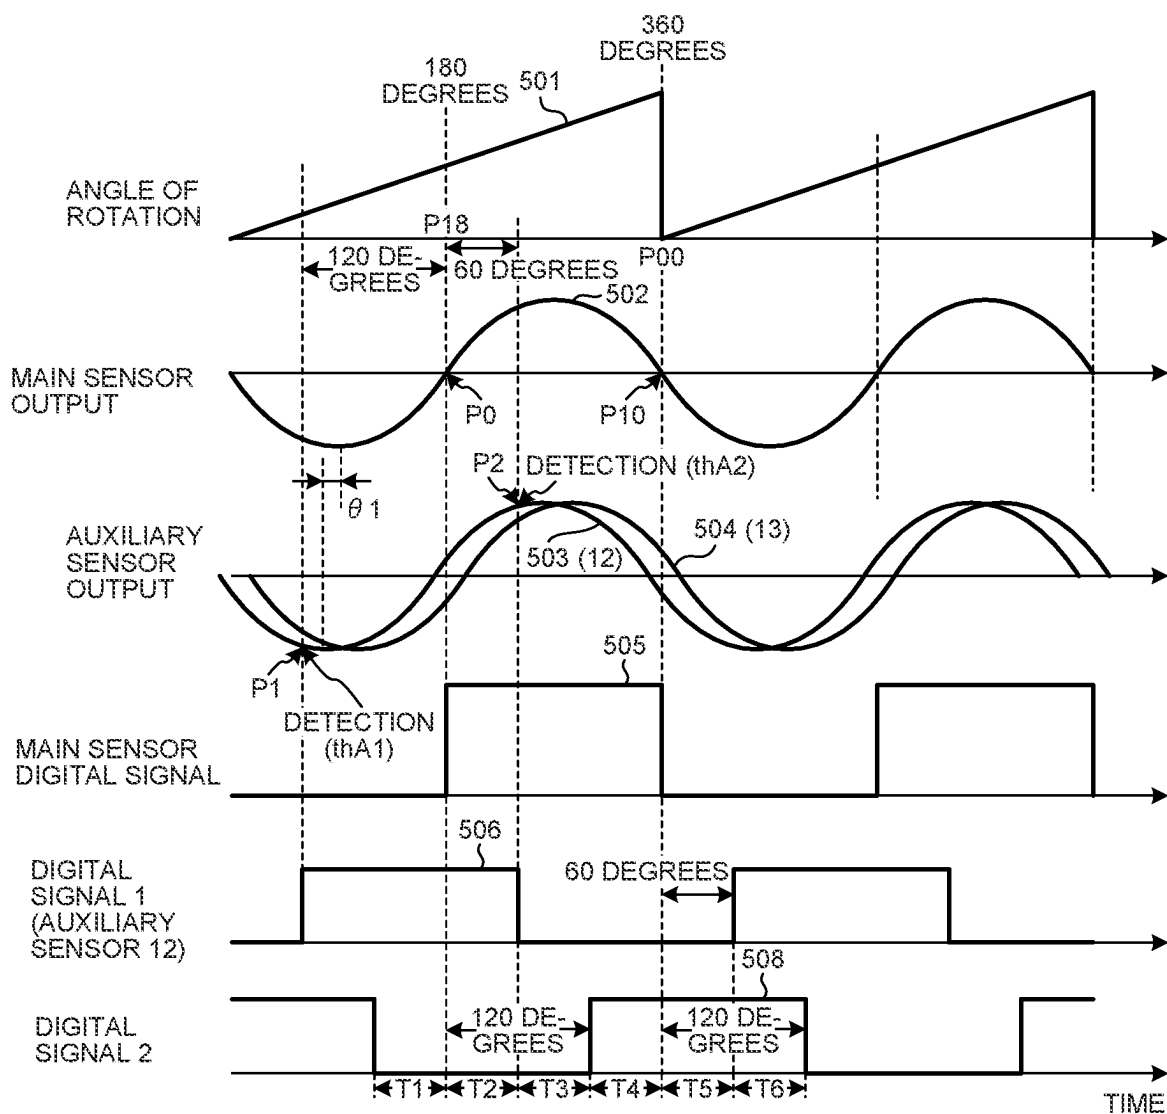 360
DEGREES
180
DEGREES
501
ANGLE OF
ROTATION
P18
P00
120 DE-
GREES
60 DEGREES
502
MAIN SENSOR
OUTPUT
P0
P10
P2
DETECTION (thA2)
θ1
AUXILIARY
SENSOR
OUTPUT
503 (12)
504 (13)
P1
DETECTION
(thA1)
505
MAIN SENSOR
DIGITAL SIGNAL
506
DIGITAL
SIGNAL 1
(AUXILIARY
SENSOR 12)
60 DEGREES
508
DIGITAL
SIGNAL 2
120 DE-
GREES
120 DE-
GREES
T1 T2 T3 T4 T5 T6
TIME